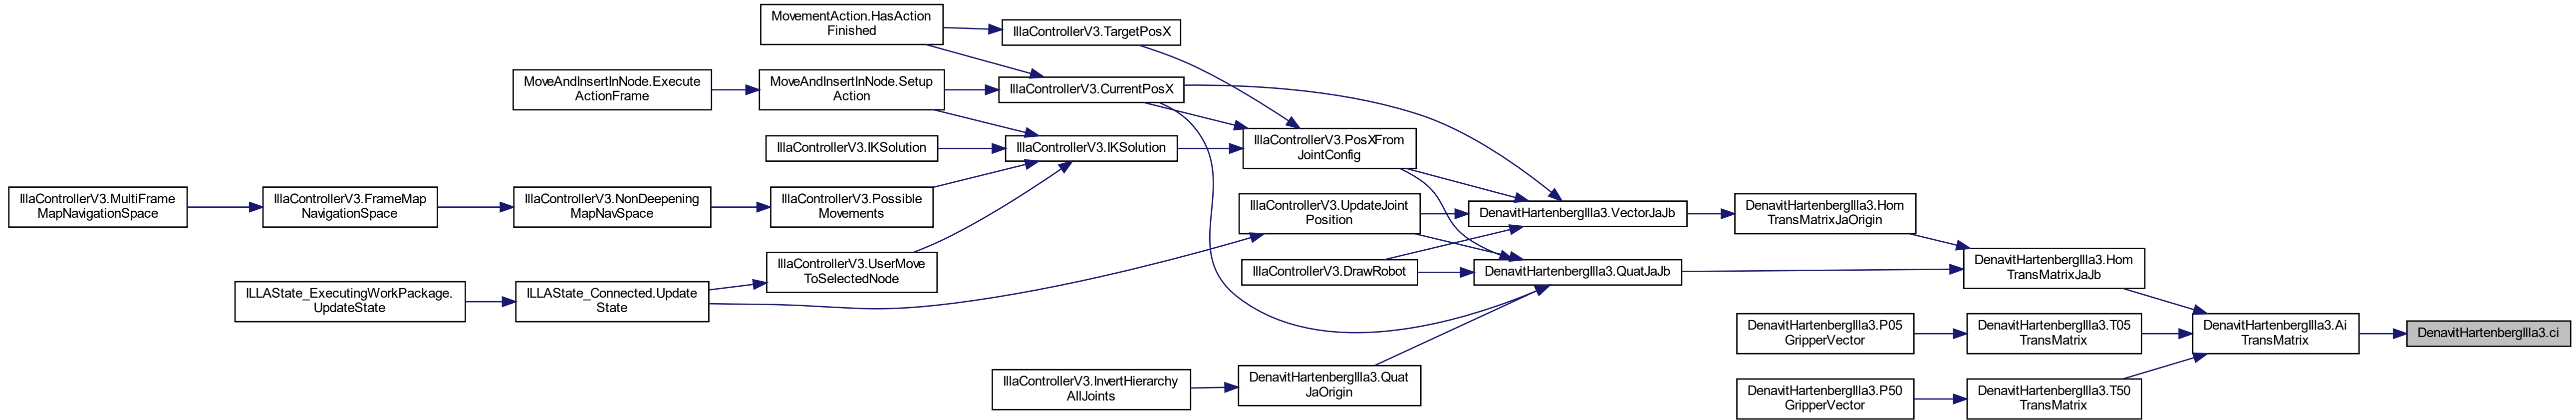 MovementAction.HasAction
Finished
IllaControllerV3.TargetPosX
MoveAndInsertInNode.Execute
ActionFrame
MoveAndInsertInNode.Setup
Action
IllaControllerV3.CurrentPosX
IllaControllerV3.IKSolution
IllaControllerV3.IKSolution
IllaControllerV3.PosXFrom
JointConfig
IllaControllerV3.MultiFrame
MapNavigationSpace
IllaControllerV3.FrameMap
NavigationSpace
IllaControllerV3.NonDeepening
MapNavSpace
IllaControllerV3.Possible
Movements
IllaControllerV3.UpdateJoint
Position
DenavitHartenbergIlla3.VectorJaJb
DenavitHartenbergIlla3.Hom
TransMatrixJaOrigin
ILLAState_ExecutingWorkPackage.
UpdateState
ILLAState_Connected.Update
State
IllaControllerV3.UserMove
ToSelectedNode
IllaControllerV3.DrawRobot
DenavitHartenbergIlla3.QuatJaJb
DenavitHartenbergIlla3.Hom
TransMatrixJaJb
DenavitHartenbergIlla3.P05
GripperVector
DenavitHartenbergIlla3.T05
TransMatrix
DenavitHartenbergIlla3.Ai
TransMatrix
DenavitHartenbergIlla3.ci
IllaControllerV3.InvertHierarchy
AllJoints
DenavitHartenbergIlla3.Quat
JaOrigin
DenavitHartenbergIlla3.P50
GripperVector
DenavitHartenbergIlla3.T50
TransMatrix